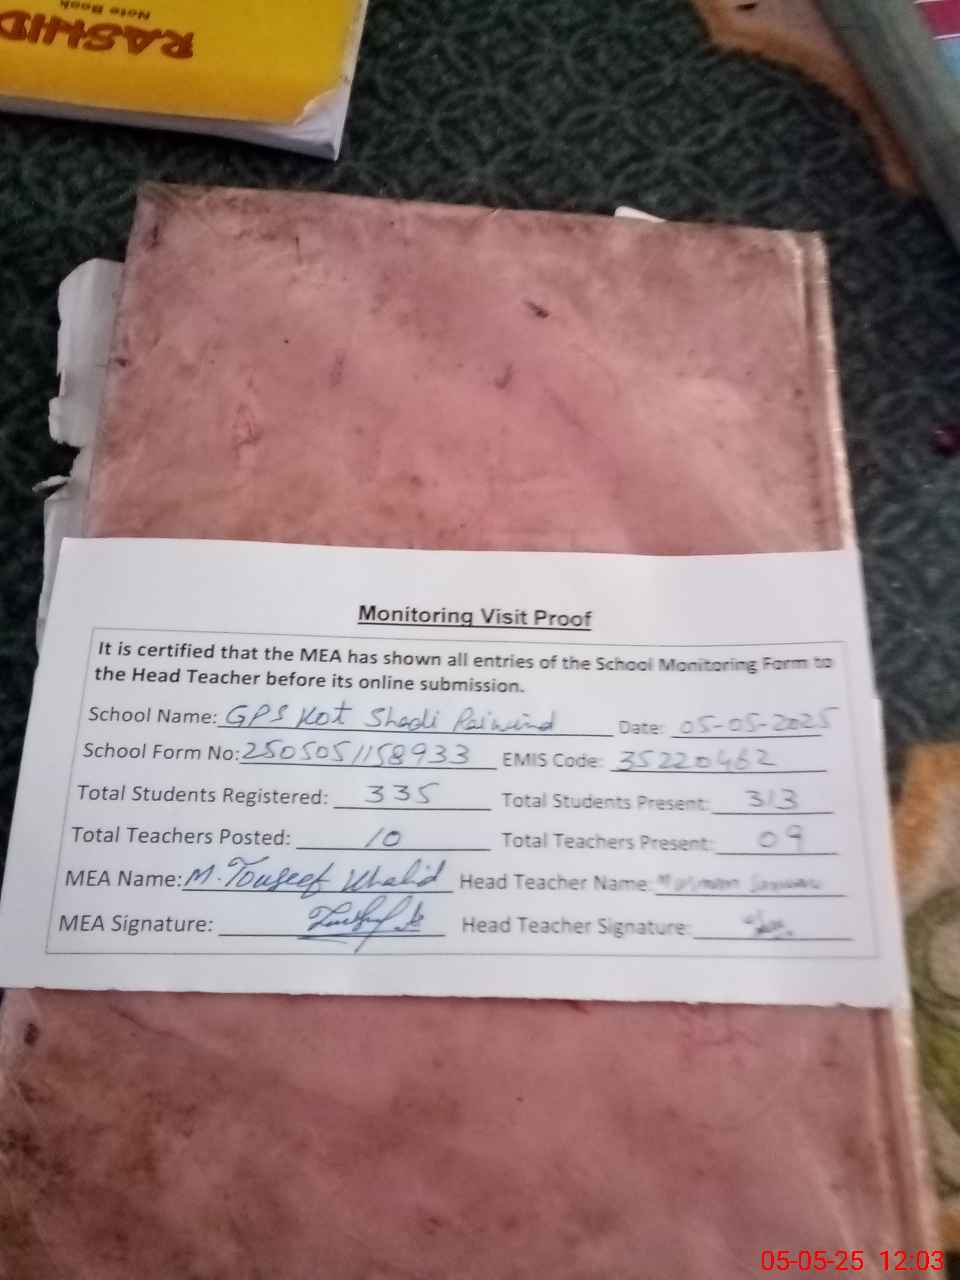 RASHID
Note Book
Monitoring Visit Proof
It is certified that the MEA has shown all entries of the School Monitoring Form to
the Head Teacher before its online submission.
School Name: GPS Kot Shadi Raiwind Date: 05-05-2025
School Form No: 2505051158933 EMIS Code: 35220462
Total Students Registered: 335 Total Students Present: 313
Total Teachers Posted: 10 Total Teachers Present: 09
MEA Name: M. Touseef Khalid Head Teacher Name:
MEA Signature: Head Teacher Signature:
05-05-25 12:03